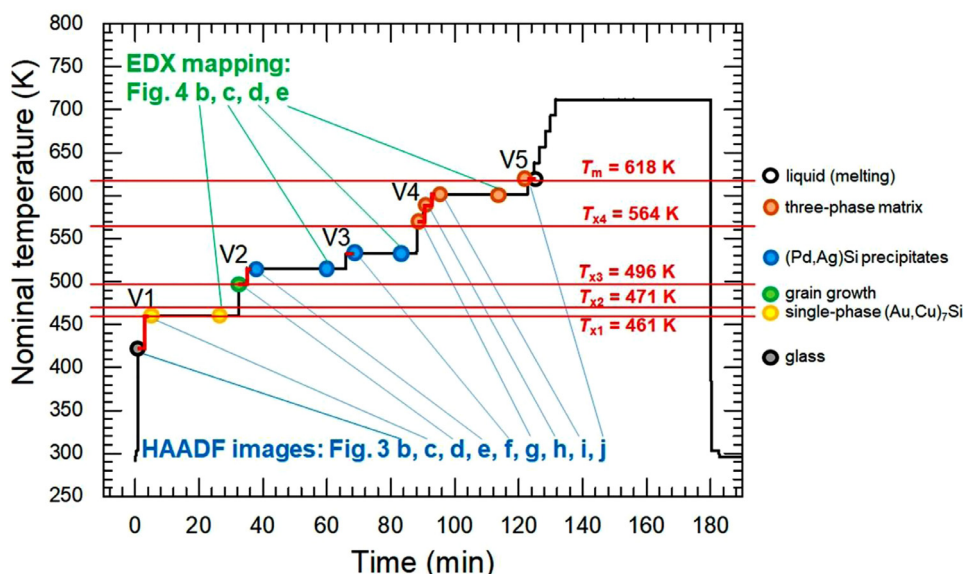 800
750
700
650
600
550
500
450
400
350
300
250
Nominal temperature (K)
EDX mapping:
Fig. 4 b, c, d, e
V1
V2
V3
V4
V5
Tm = 618 K
Tx4 = 564 K
Tx3 = 496 K
Tx2 = 471 K
Tx1 = 461 K
liquid (melting)
three-phase matrix
(Pd,Ag)Si precipitates
grain growth
single-phase (Au,Cu)7Si
glass
HAADF images: Fig. 3 b, c, d, e, f, g, h, i, j
0 20 40 60 80 100 120 140 160 180
Time (min)